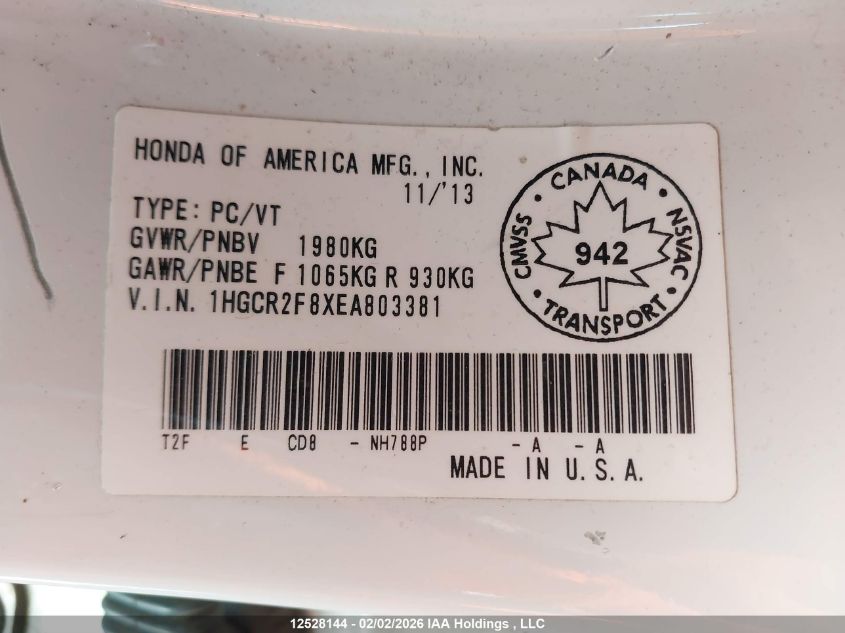 HONDA OF AMERICA MFG., INC.
11/'13
TYPE: PC/VT
GVWR/PNBV 1980KG
GAWR/PNBE F 1065KG R 930KG
V.I.N. 1HGCR2F8XEA803381
CANADA
CMVSS
942
NSVAC
TRANSPORT
T2F E CD8 - NH788P - A - A
MADE IN U.S.A.
12528144 - 02/02/2026 IAA Holdings , LLC